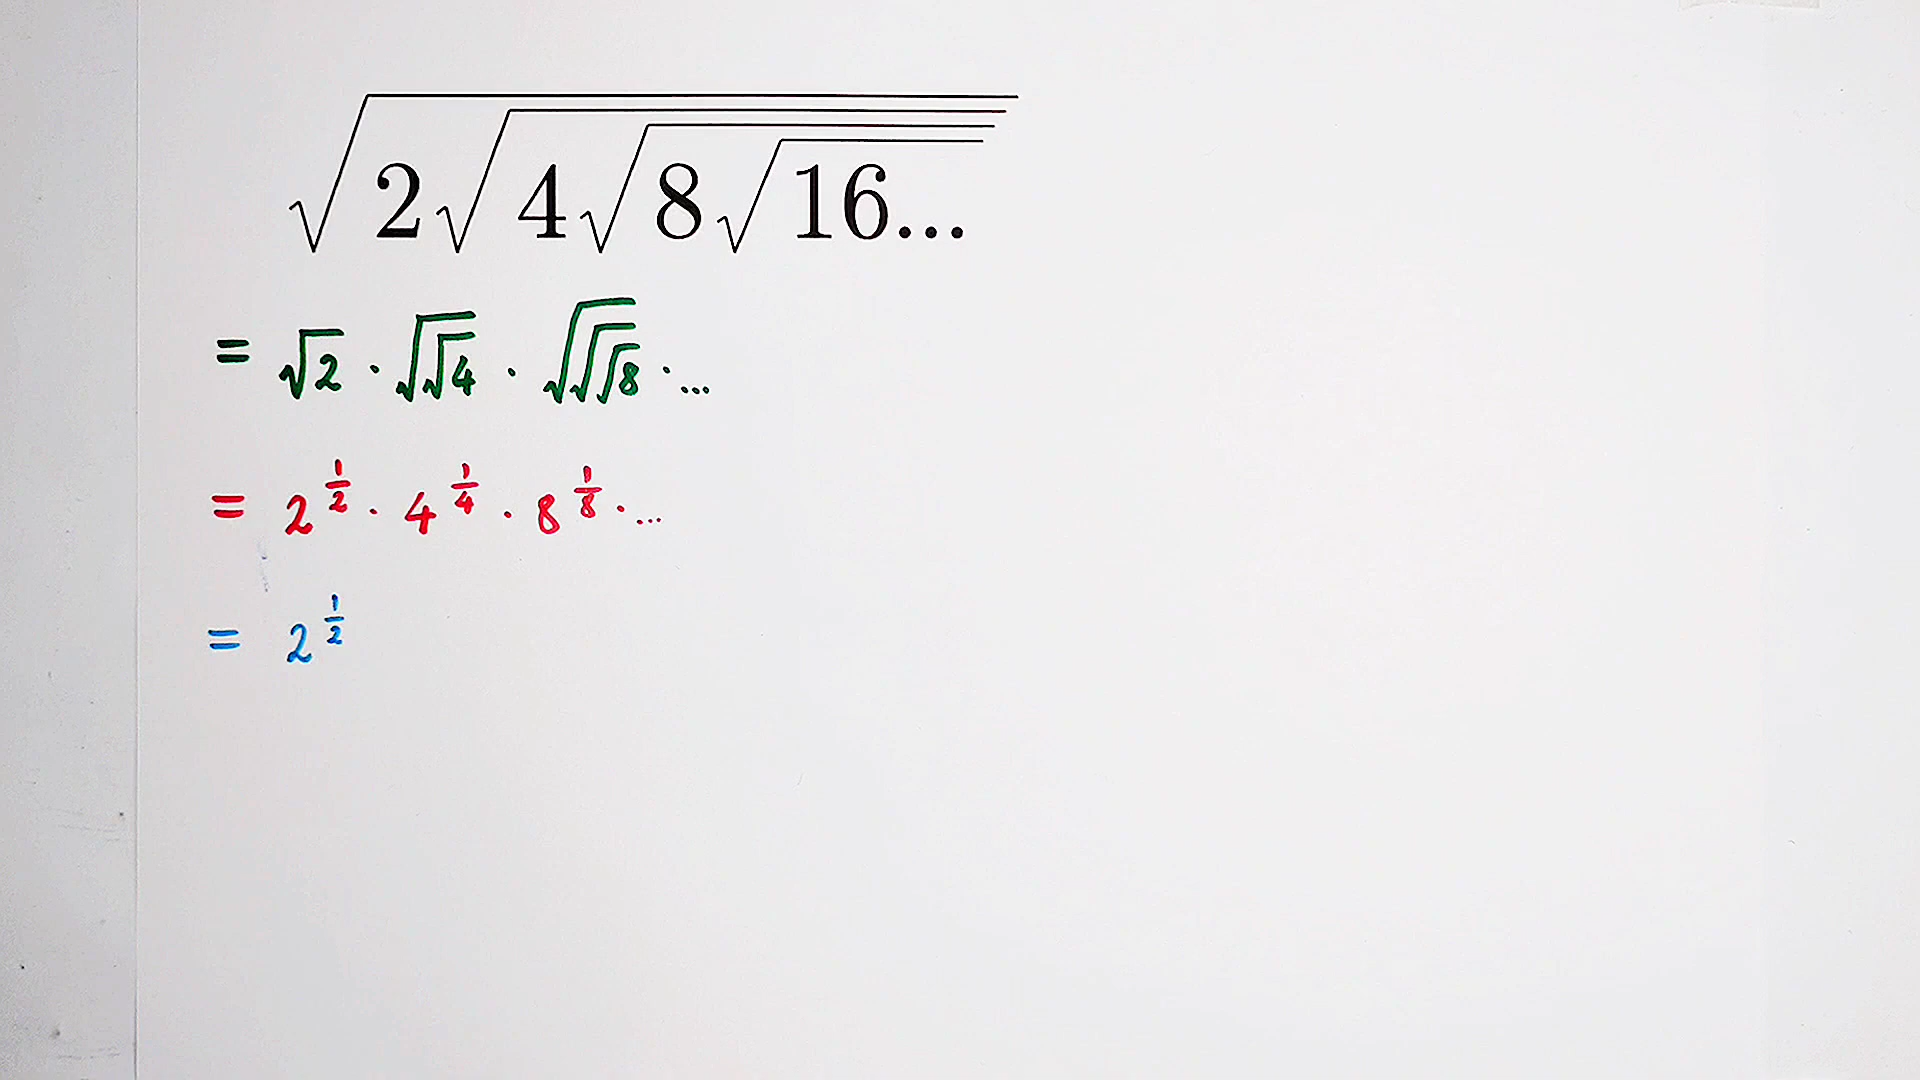 √2√4√8√16...
= √2 · √√4 · √√√8 · ...
= 2^(1/2) · 4^(1/4) · 8^(1/8) · ...
= 2^(1/2)